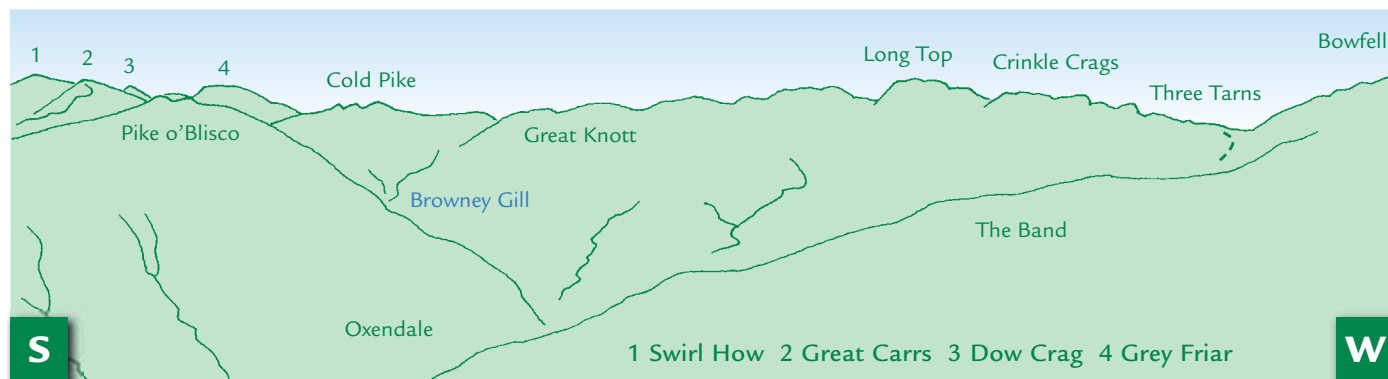 1
2
3
4
Cold Pike
Long Top
Crinkle Crags
Bowfell
Three Tarns
Pike o’Blisco
Great Knott
Browney Gill
The Band
Oxendale
1 Swirl How 2 Great Carrs 3 Dow Crag 4 Grey Friar
S
W